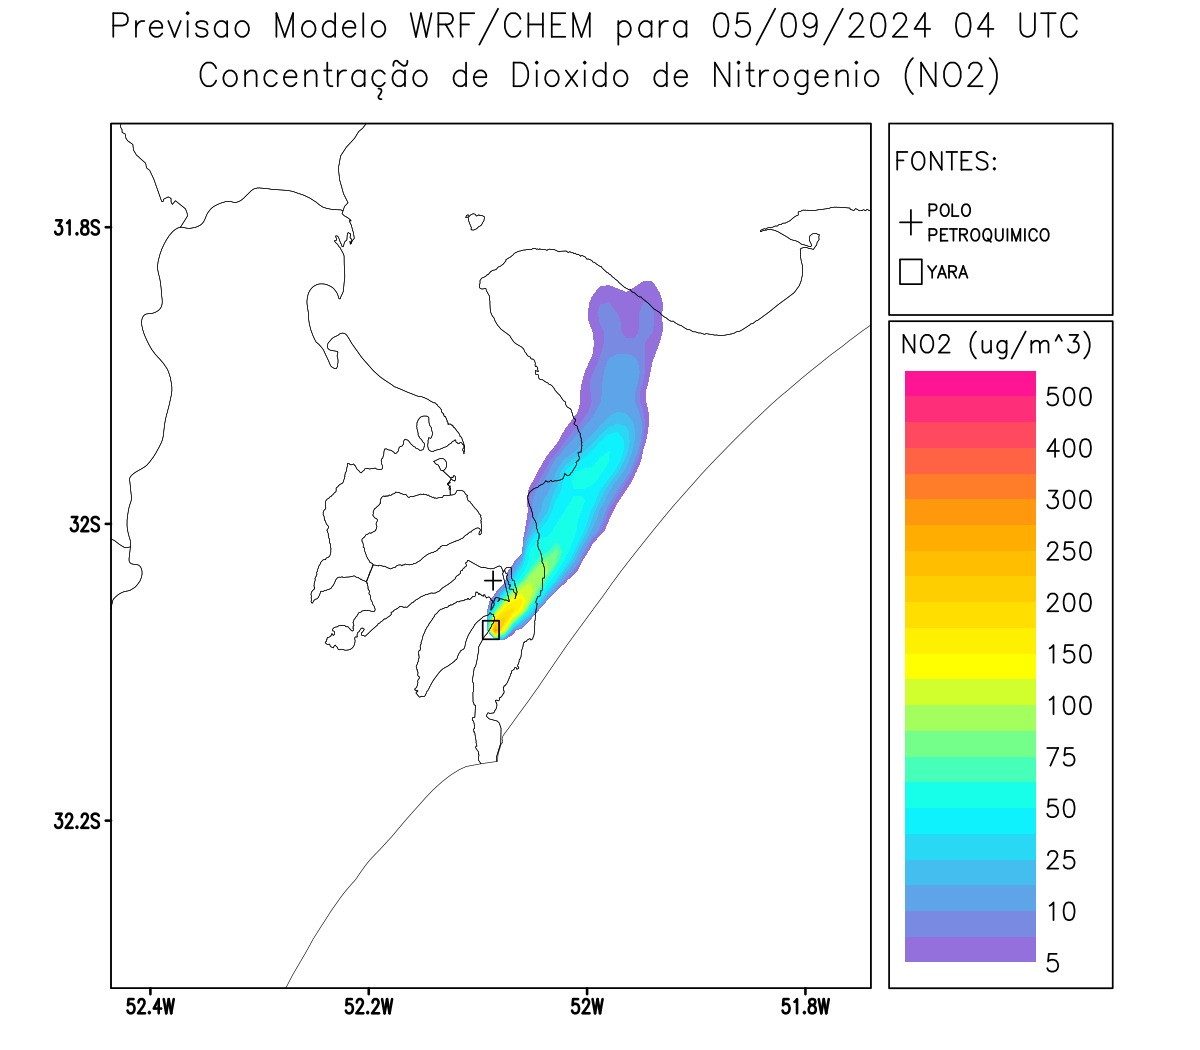 Previsao Modelo WRF/CHEM para 05/09/2024 04 UTC
Concentração de Dioxido de Nitrogenio (NO2)
FONTES:
POLO
PETROQUIMICO
YARA
NO2 (ug/m^3)
500
400
300
250
200
150
100
75
50
25
10
5
31.8S
32S
32.2S
52.4W
52.2W
52W
51.8W